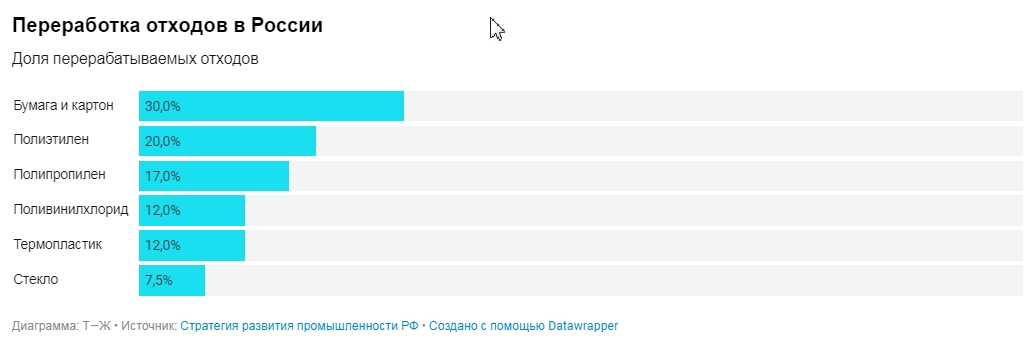 Переработка отходов в России
Доля перерабатываемых отходов
Бумага и картон 30,0%
Полиэтилен 20,0%
Полипропилен 17,0%
Поливинилхлорид 12,0%
Термопластик 12,0%
Стекло 7,5%
Диаграмма: Т—Ж • Источник: Стратегия развития промышленности РФ • Создано с помощью Datawrapper